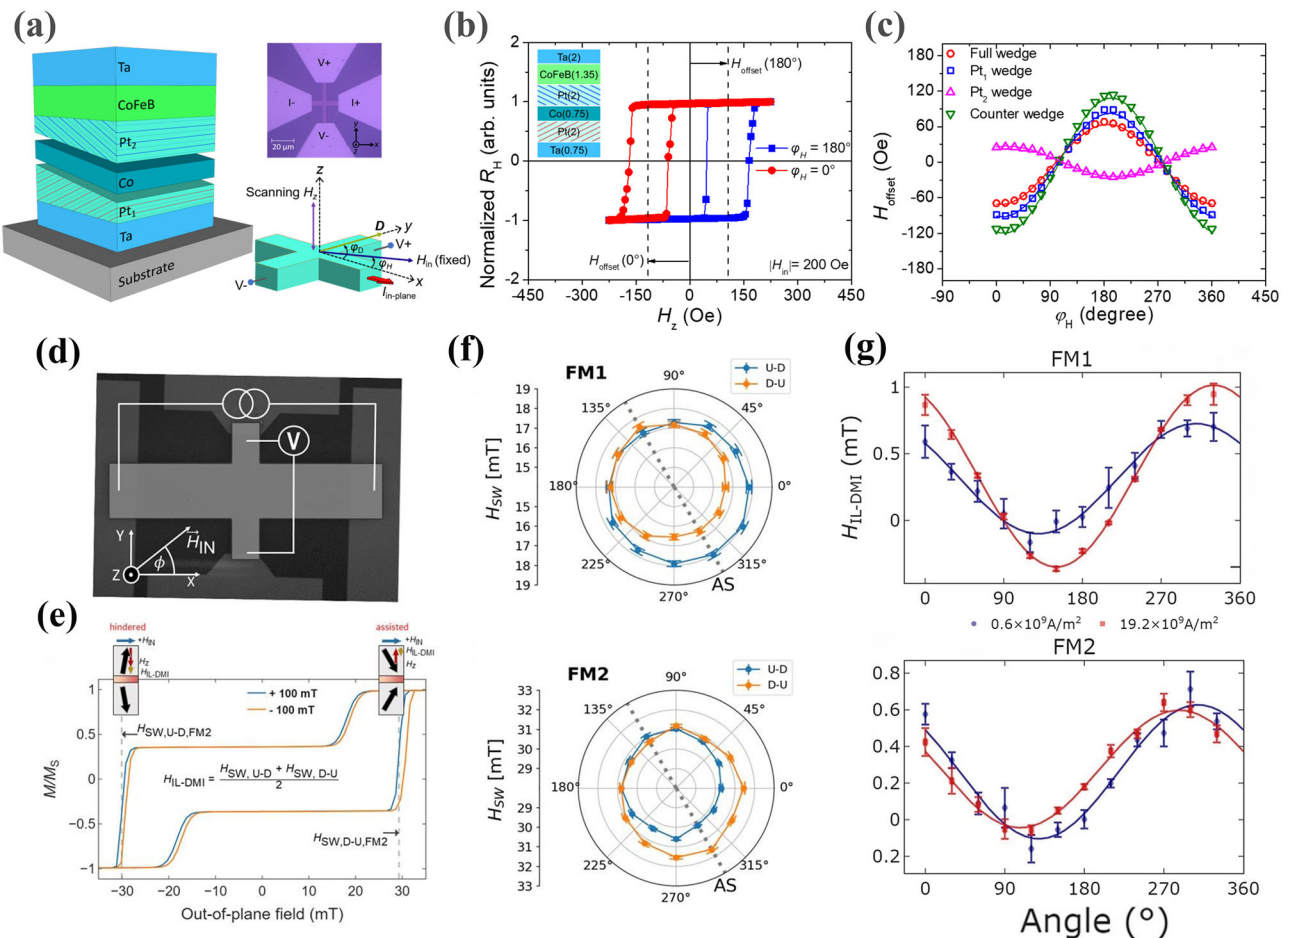 (a)
Ta
CoFeB
Pt2
Co
Pt1
Ta
Substrate
V+
I-
I+
V-
20 μm
y
x
z
z
Scanning Hz
D
y
V+
φD
Hin (fixed)
φH
x
V-
Iin-plane
(b)
Normalized RH (arb. units)
2
1
0
-1
-2
Ta(2)
CoFeB(1.35)
Pt(2)
Co(0.75)
Pt(2)
Ta(0.75)
Hoffset (180°)
φH = 180°
φH = 0°
Hoffset (0°)
|Hin|= 200 Oe
-450 -300 -150 0 150 300 450
Hz (Oe)
(c)
Hoffset (Oe)
180
120
60
0
-60
-120
-180
Full wedge
Pt1 wedge
Pt2 wedge
Counter wedge
-90 0 90 180 270 360 450
φH (degree)
(d)
V
Y
HIN
ϕ
Z
X
(e)
hindered
+HIN
HZ
HIL-DMI
assisted
+HIN
HIL-DMI
HZ
+ 100 mT
- 100 mT
HSW,U-D,FM2
HIL-DMI = HSW, U-D + HSW, D-U / 2
HSW,D-U,FM2
M/MS
1
0.5
0
−0.5
−1
−30 −20 −10 0 10 20 30
Out-of-plane field (mT)
(f)
FM1
U-D
D-U
HSW [mT]
19
18
17
16
15
15
16
17
18
19
90°
45°
0°
315°
270°
225°
180°
135°
AS
FM2
U-D
D-U
HSW [mT]
33
32
31
30
29
29
30
31
32
33
90°
45°
0°
315°
270°
225°
180°
135°
AS
(g)
FM1
HIL-DMI (mT)
1
0.5
0
0 90 180 270 360
0.6×10⁹A/m²
19.2×10⁹A/m²
FM2
0.8
0.6
0.4
0.2
0
0.2
0 90 180 270 360
Angle (°)